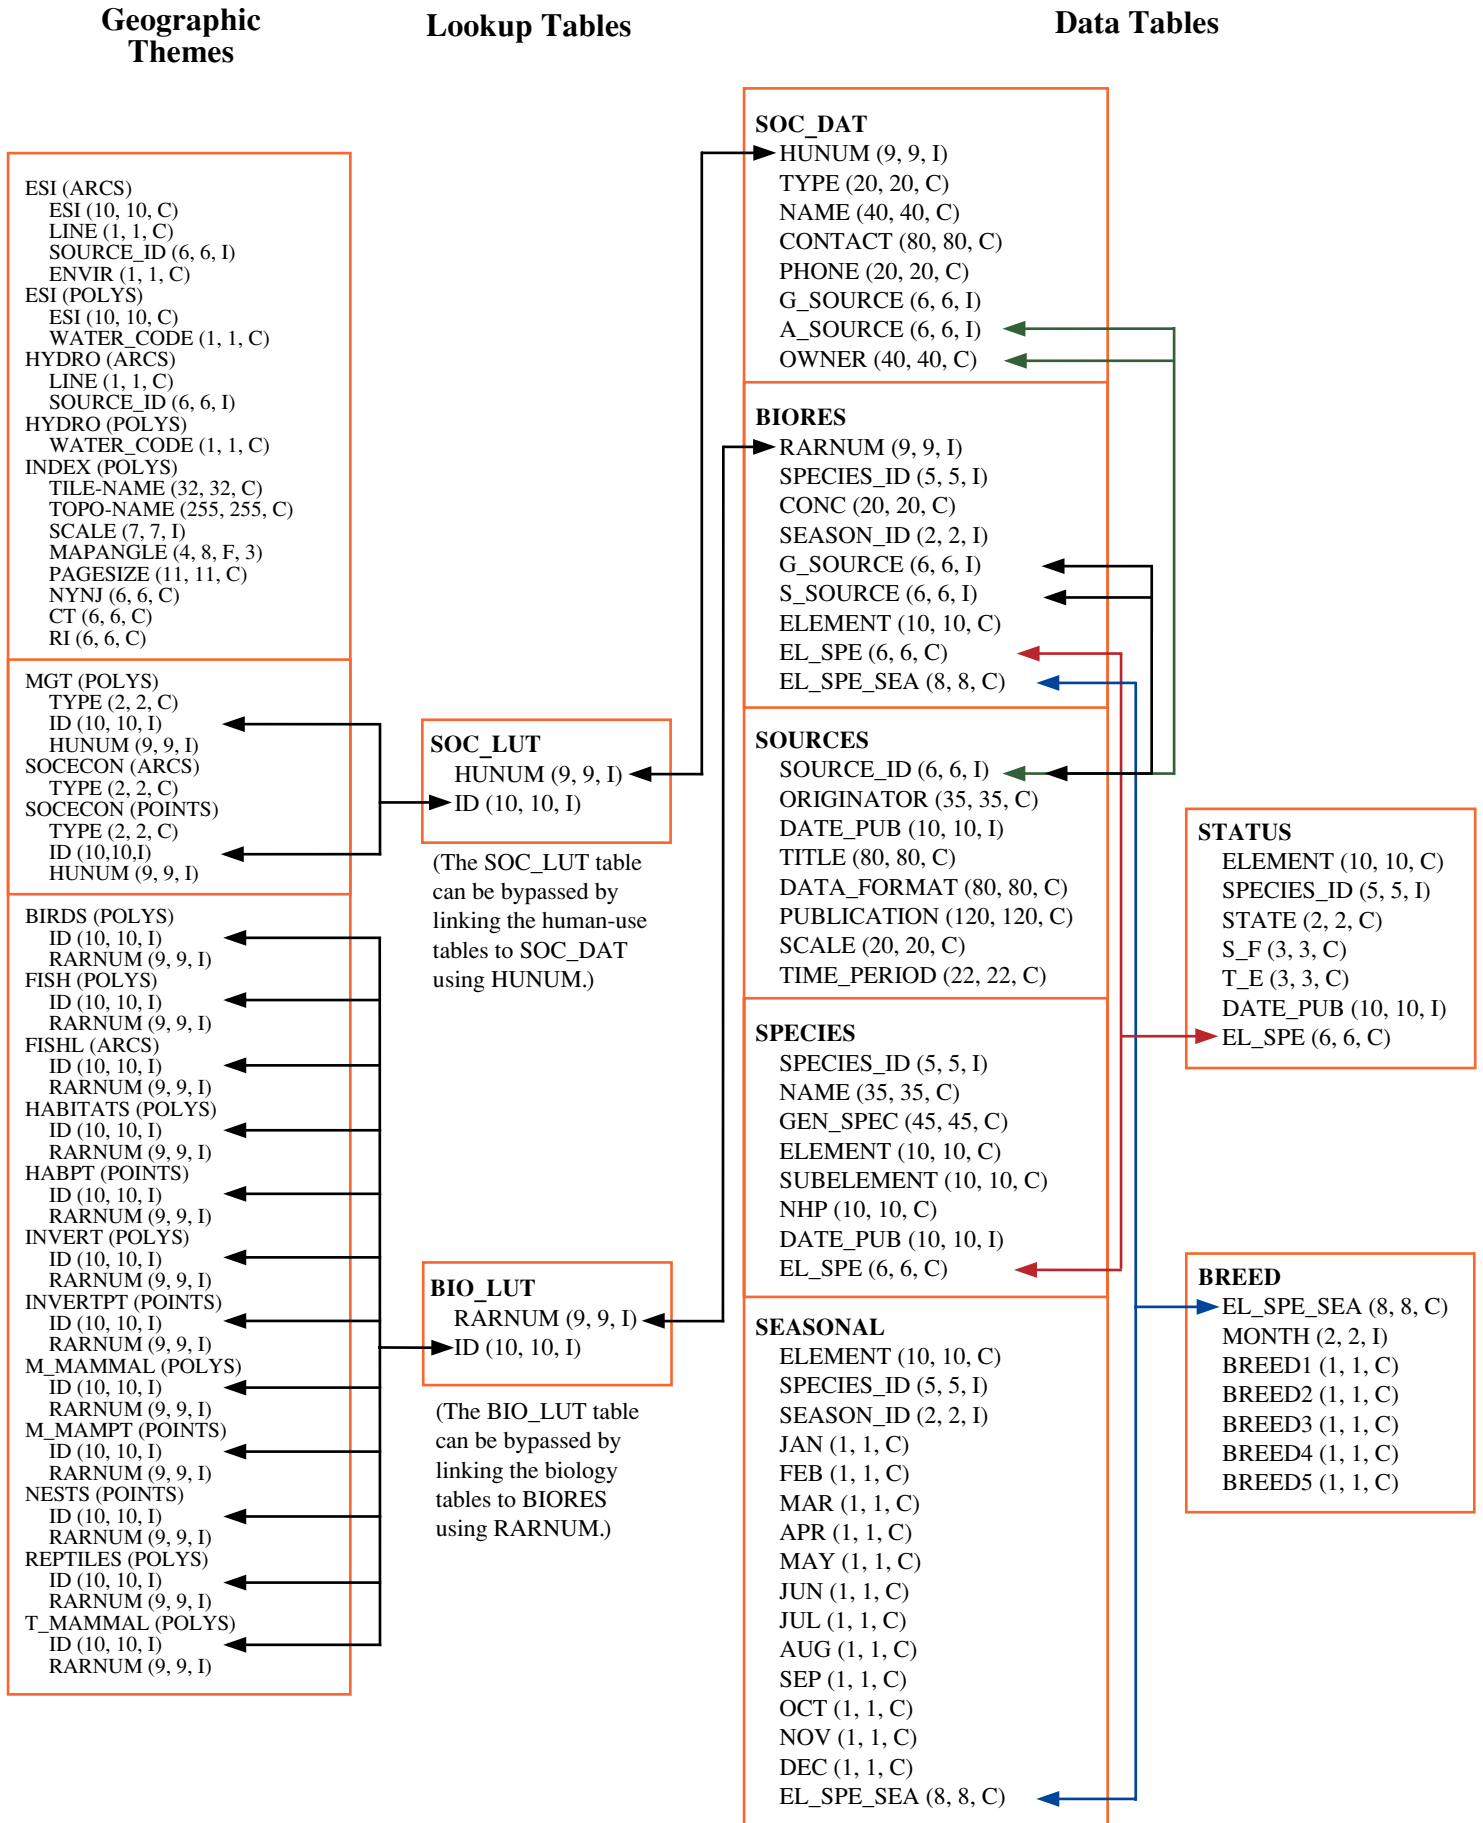 Geographic
Themes
Lookup Tables
Data Tables
ESI (ARCS)
ESI (10, 10, C)
LINE (1, 1, C)
SOURCE_ID (6, 6, I)
ENVIR (1, 1, C)
ESI (POLYS)
ESI (10, 10, C)
WATER_CODE (1, 1, C)
HYDRO (ARCS)
LINE (1, 1, C)
SOURCE_ID (6, 6, I)
HYDRO (POLYS)
WATER_CODE (1, 1, C)
INDEX (POLYS)
TILE-NAME (32, 32, C)
TOPO-NAME (255, 255, C)
SCALE (7, 7, I)
MAPANGLE (4, 8, F, 3)
PAGESIZE (11, 11, C)
NYNJ (6, 6, C)
CT (6, 6, C)
RI (6, 6, C)
MGT (POLYS)
TYPE (2, 2, C)
ID (10, 10, I)
HUNUM (9, 9, I)
SOCECON (ARCS)
TYPE (2, 2, C)
SOCECON (POINTS)
TYPE (2, 2, C)
ID (10,10,I)
HUNUM (9, 9, I)
BIRDS (POLYS)
ID (10, 10, I)
RARNUM (9, 9, I)
FISH (POLYS)
ID (10, 10, I)
RARNUM (9, 9, I)
FISHL (ARCS)
ID (10, 10, I)
RARNUM (9, 9, I)
HABITATS (POLYS)
ID (10, 10, I)
RARNUM (9, 9, I)
HABPT (POINTS)
ID (10, 10, I)
RARNUM (9, 9, I)
INVERT (POLYS)
ID (10, 10, I)
RARNUM (9, 9, I)
INVERTPT (POINTS)
ID (10, 10, I)
RARNUM (9, 9, I)
M_MAMMAL (POLYS)
ID (10, 10, I)
RARNUM (9, 9, I)
M_MAMPT (POINTS)
ID (10, 10, I)
RARNUM (9, 9, I)
NESTS (POINTS)
ID (10, 10, I)
RARNUM (9, 9, I)
REPTILES (POLYS)
ID (10, 10, I)
RARNUM (9, 9, I)
T_MAMMAL (POLYS)
ID (10, 10, I)
RARNUM (9, 9, I)
SOC_LUT
HUNUM (9, 9, I)
ID (10, 10, I)
(The SOC_LUT table
can be bypassed by
linking the human-use
tables to SOC_DAT
using HUNUM.)
BIO_LUT
RARNUM (9, 9, I)
ID (10, 10, I)
(The BIO_LUT table
can be bypassed by
linking the biology
tables to BIORES
using RARNUM.)
SOC_DAT
HUNUM (9, 9, I)
TYPE (20, 20, C)
NAME (40, 40, C)
CONTACT (80, 80, C)
PHONE (20, 20, C)
G_SOURCE (6, 6, I)
A_SOURCE (6, 6, I)
OWNER (40, 40, C)
BIORES
RARNUM (9, 9, I)
SPECIES_ID (5, 5, I)
CONC (20, 20, C)
SEASON_ID (2, 2, I)
G_SOURCE (6, 6, I)
S_SOURCE (6, 6, I)
ELEMENT (10, 10, C)
EL_SPE (6, 6, C)
EL_SPE_SEA (8, 8, C)
SOURCES
SOURCE_ID (6, 6, I)
ORIGINATOR (35, 35, C)
DATE_PUB (10, 10, I)
TITLE (80, 80, C)
DATA_FORMAT (80, 80, C)
PUBLICATION (120, 120, C)
SCALE (20, 20, C)
TIME_PERIOD (22, 22, C)
SPECIES
SPECIES_ID (5, 5, I)
NAME (35, 35, C)
GEN_SPEC (45, 45, C)
ELEMENT (10, 10, C)
SUBELEMENT (10, 10, C)
NHP (10, 10, C)
DATE_PUB (10, 10, I)
EL_SPE (6, 6, C)
SEASONAL
ELEMENT (10, 10, C)
SPECIES_ID (5, 5, I)
SEASON_ID (2, 2, I)
JAN (1, 1, C)
FEB (1, 1, C)
MAR (1, 1, C)
APR (1, 1, C)
MAY (1, 1, C)
JUN (1, 1, C)
JUL (1, 1, C)
AUG (1, 1, C)
SEP (1, 1, C)
OCT (1, 1, C)
NOV (1, 1, C)
DEC (1, 1, C)
EL_SPE_SEA (8, 8, C)
STATUS
ELEMENT (10, 10, C)
SPECIES_ID (5, 5, I)
STATE (2, 2, C)
S_F (3, 3, C)
T_E (3, 3, C)
DATE_PUB (10, 10, I)
EL_SPE (6, 6, C)
BREED
EL_SPE_SEA (8, 8, C)
MONTH (2, 2, I)
BREED1 (1, 1, C)
BREED2 (1, 1, C)
BREED3 (1, 1, C)
BREED4 (1, 1, C)
BREED5 (1, 1, C)